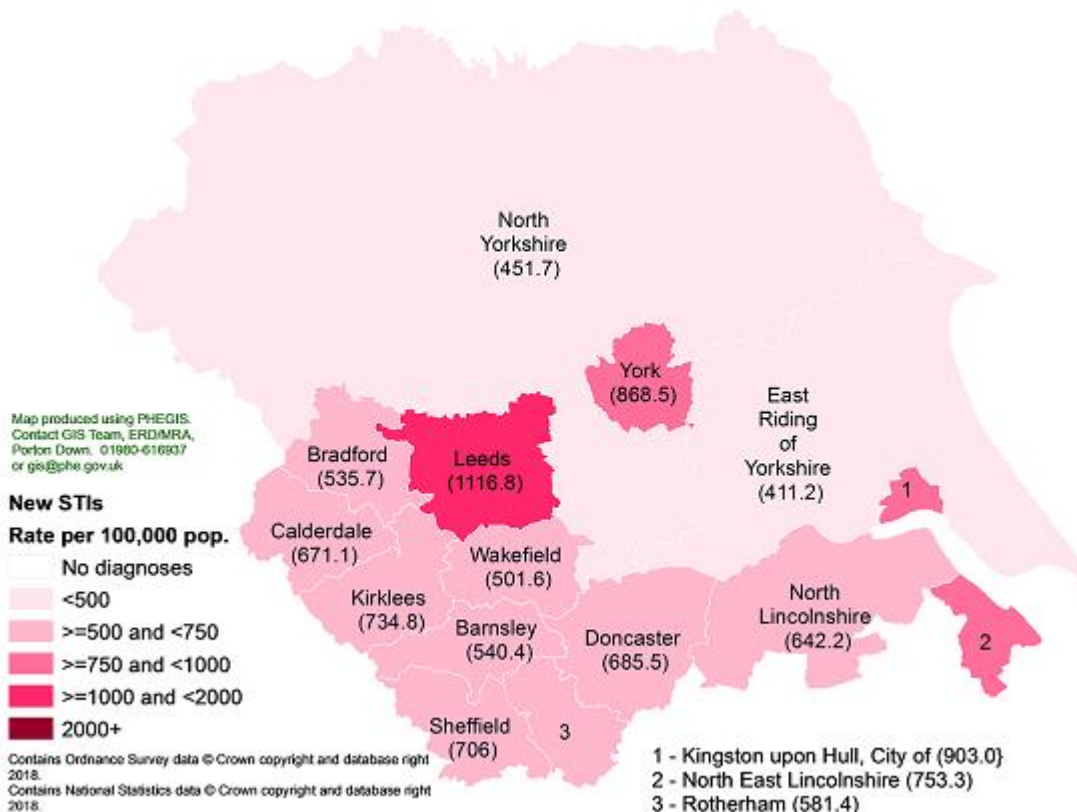 North
Yorkshire
(451.7)
York
(868.5)
East
Riding
of
Yorkshire
(411.2)
Map produced using PHEGIS.
Contact GIS Team, ERD/MRA,
Porton Down. 01980-616937
or gis@phe.gov.uk
Bradford
(535.7)
Leeds
(1116.8)
1
Calderdale
(671.1)
Wakefield
(501.6)
Kirklees
(734.8)
Barnsley
(540.4)
Doncaster
(685.5)
North
Lincolnshire
(642.2)
2
Sheffield
(706)
3
New STIs
Rate per 100,000 pop.
No diagnoses
<500
>=500 and <750
>=750 and <1000
>=1000 and <2000
2000+
Contains Ordnance Survey data © Crown copyright and database right
2018.
Contains National Statistics data © Crown copyright and database right
2018.
1 - Kingston upon Hull, City of (903.0}
2 - North East Lincolnshire (753.3)
3 - Rotherham (581.4)